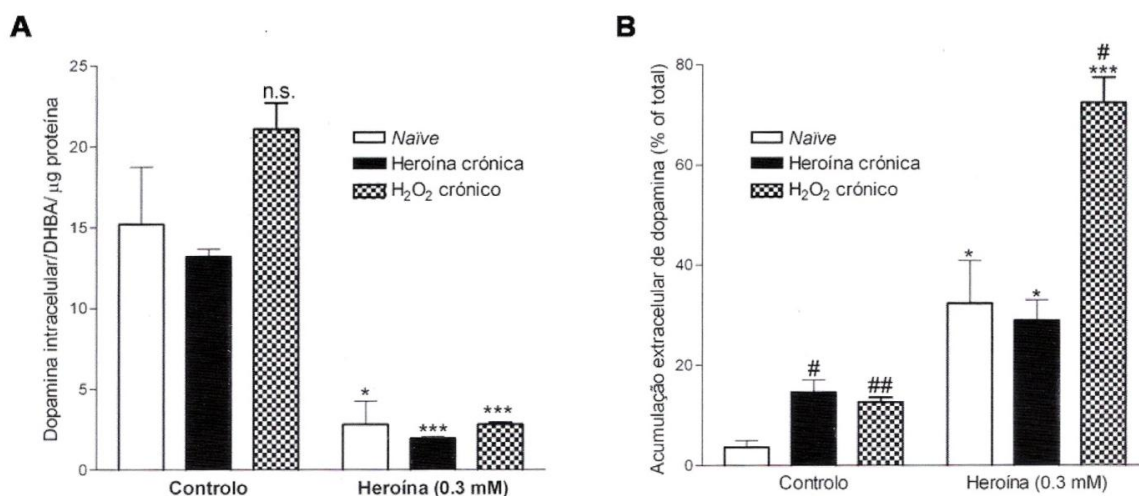 A
Dopamina intracelular/DHBA/ μg proteína
25
20
15
10
5
0
n.s.
*
***
***
Naïve
Heroína crónica
H₂O₂ crónico
Controlo
Heroína (0.3 mM)
B
Acumulação extracelular de dopamina (% of total)
80
60
40
20
0
#
##
*
*
#
***
Naïve
Heroína crónica
H₂O₂ crónico
Controlo
Heroína (0.3 mM)